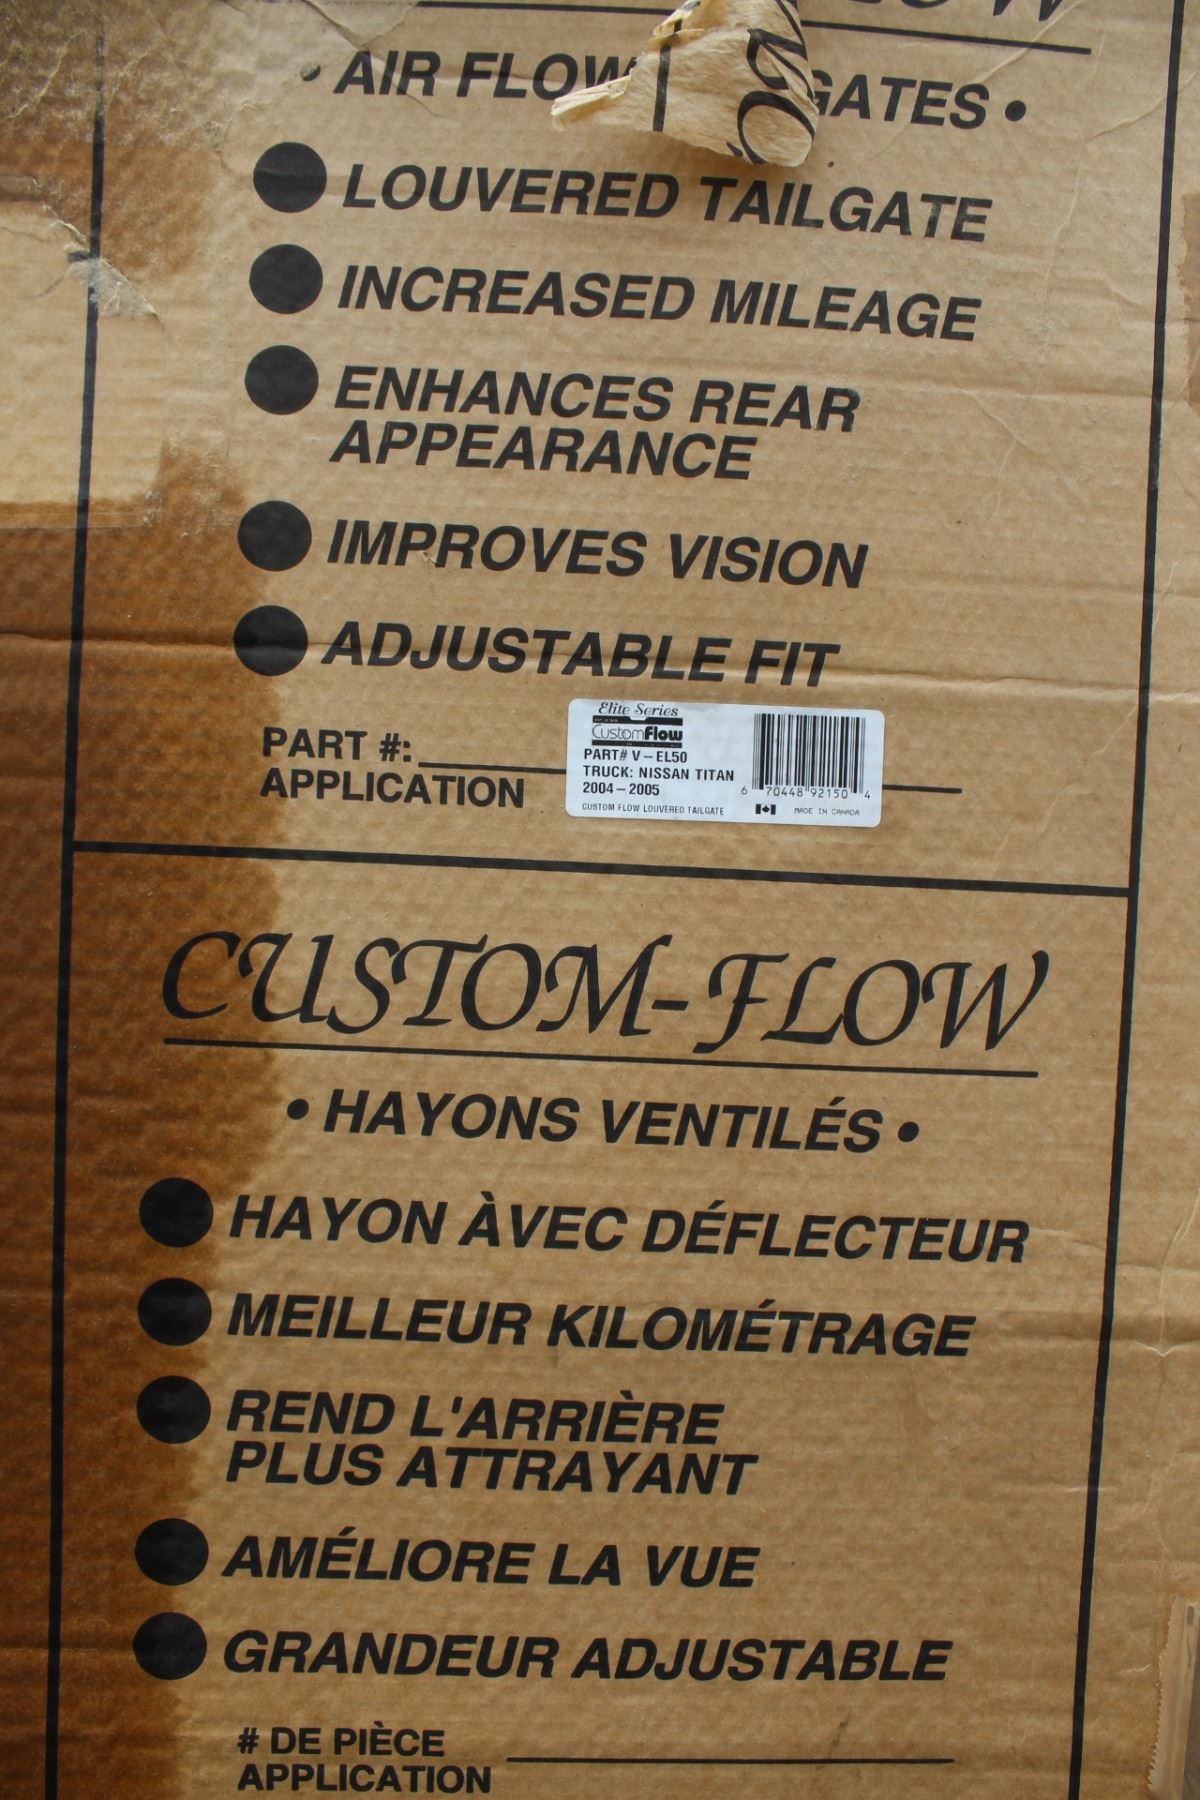 • AIR FLOW GATES •
● LOUVERED TAILGATE
● INCREASED MILEAGE
● ENHANCES REAR
APPEARANCE
● IMPROVES VISION
● ADJUSTABLE FIT
PART #:
APPLICATION
Elite Series
CustomFlow
PART# V-EL50
TRUCK: NISSAN TITAN
2004-2005
CUSTOM FLOW LOUVERED TAILGATE
6 70448 92150 4
MADE IN CANADA
CUSTOM-FLOW
• HAYONS VENTILÉS •
● HAYON ÀVEC DÉFLECTEUR
● MEILLEUR KILOMÉTRAGE
● REND L'ARRIÈRE
PLUS ATTRAYANT
● AMÉLIORE LA VUE
● GRANDEUR ADJUSTABLE
# DE PIÈCE
APPLICATION